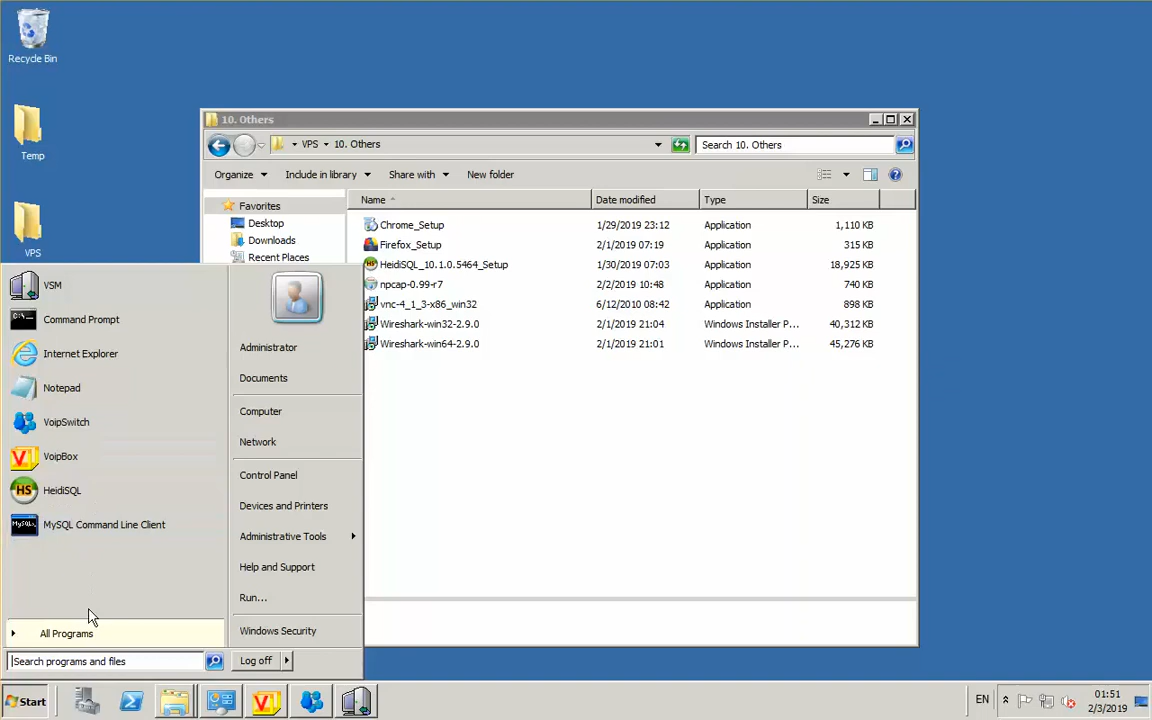 Recycle Bin
Temp
VPS
10. Others
VPS 10. Others
Search 10. Others
Organize Include in library Share with New folder
Name Date modified Type Size
Favorites
Desktop
Downloads
Recent Places
Chrome_Setup 1/29/2019 23:12 Application 1,110 KB
Firefox_Setup 2/1/2019 07:19 Application 315 KB
HeidiSQL_10.1.0.5464_Setup 1/30/2019 07:03 Application 18,925 KB
npcap-0.99-r7 2/2/2019 10:48 Application 740 KB
vnc-4_1_3-x86_win32 6/12/2010 08:42 Application 898 KB
Wireshark-win32-2.9.0 2/1/2019 21:04 Windows Installer P... 40,312 KB
Wireshark-win64-2.9.0 2/1/2019 21:01 Windows Installer P... 45,276 KB
VSM
Command Prompt
Internet Explorer
Notepad
VoipSwitch
VoipBox
HeidiSQL
MySQL Command Line Client
All Programs
Search programs and files
Administrator
Documents
Computer
Network
Control Panel
Devices and Printers
Administrative Tools
Help and Support
Run...
Windows Security
Log off
Start
EN
01:51
2/3/2019